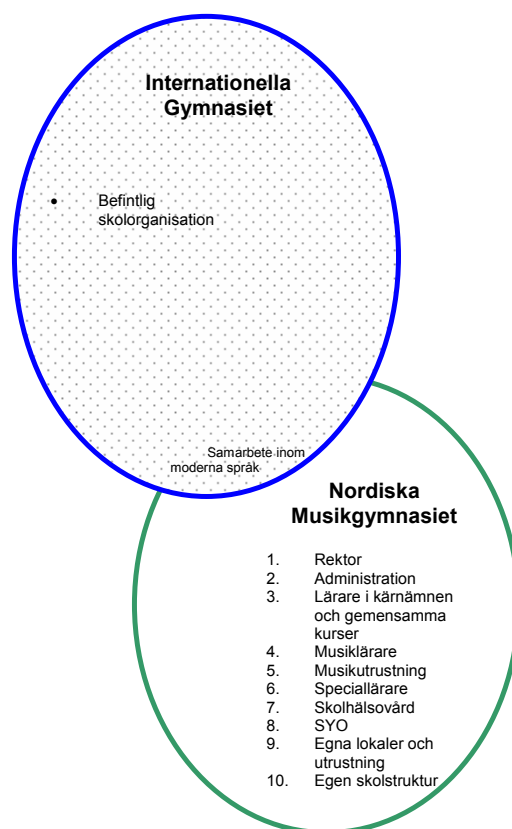 Internationella
Gymnasiet
• Befintlig
skolorganisation
Samarbete inom
moderna språk
Nordiska
Musikgymnasiet
1. Rektor
2. Administration
3. Lärare i kärnämnen
och gemensamma
kurser
4. Musiklärare
5. Musikutrustning
6. Speciallärare
7. Skolhälsovård
8. SYO
9. Egna lokaler och
utrustning
10. Egen skolstruktur